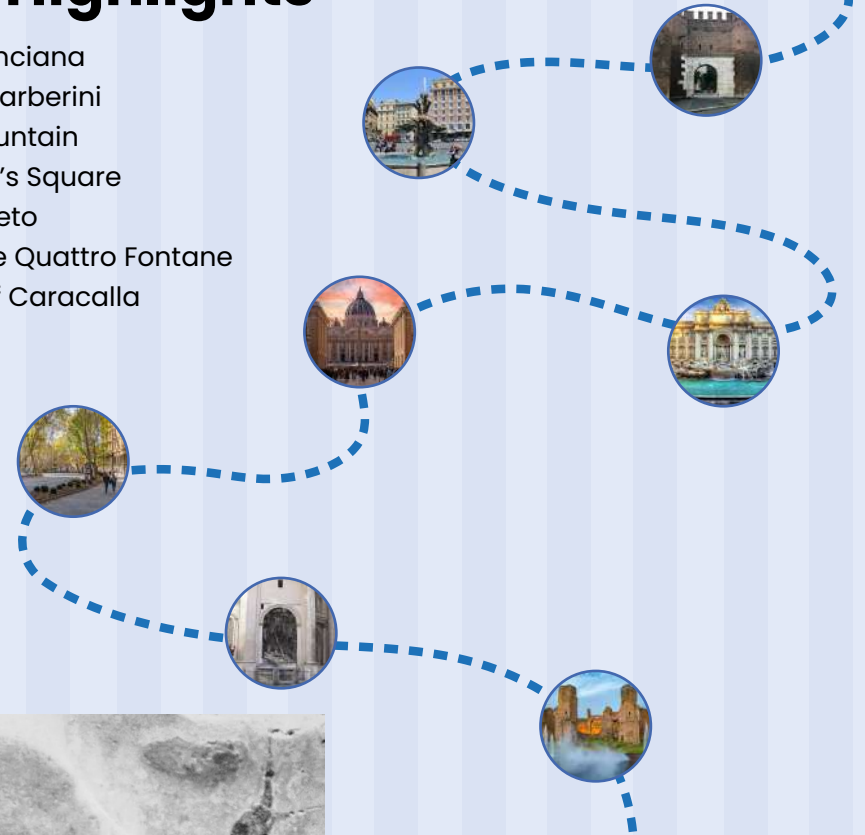 Highlights
nciana
arberini
untain
's Square
eto
e Quattro Fontane
f Caracalla